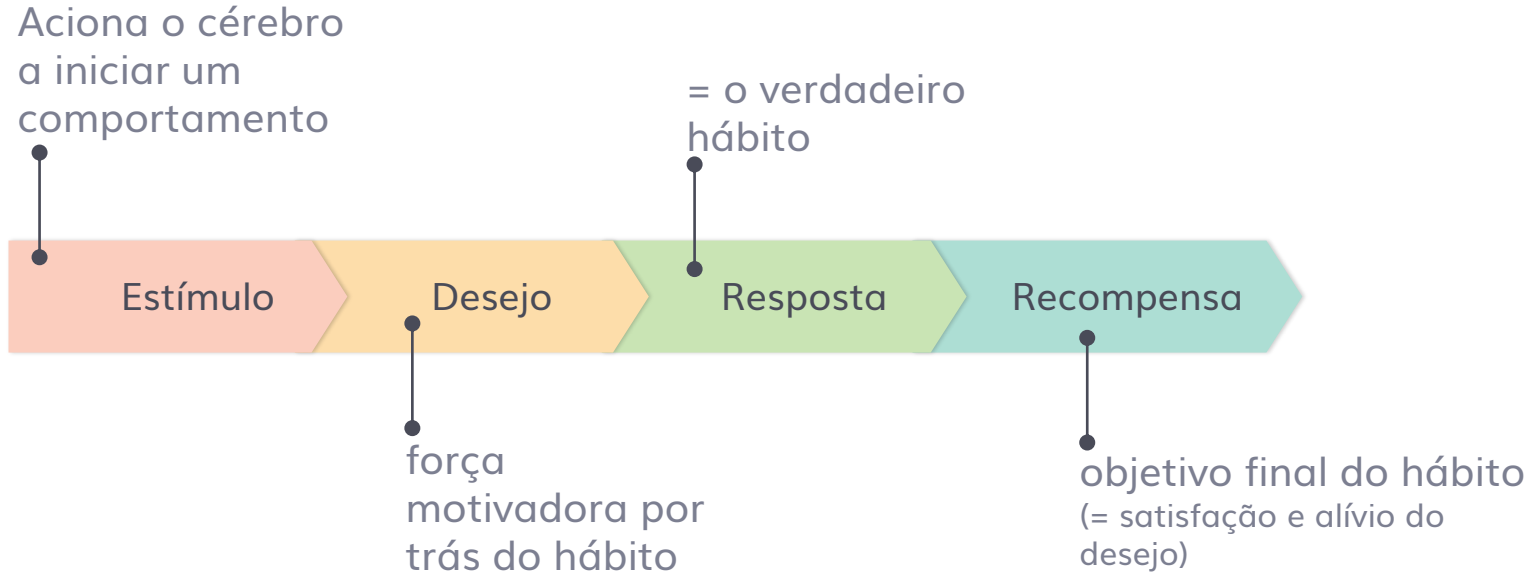 Aciona o cérebro
a iniciar um
comportamento
= o verdadeiro
hábito
Estímulo
Desejo
Resposta
Recompensa
força
motivadora por
trás do hábito
objetivo final do hábito
(= satisfação e alívio do
desejo)